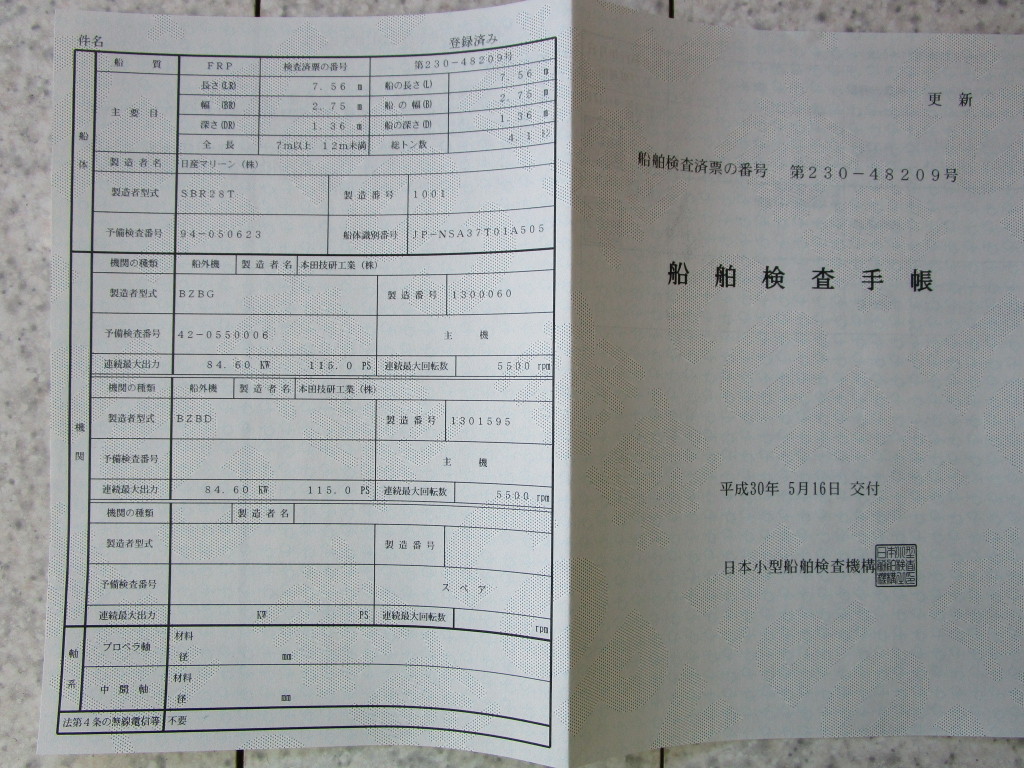 件名
登録済み
船 質 FRP 検査済票の番号 第230-48209号
船体
主要目
長さ(LR) 7.56 m 船の長さ(L) 7.56 m
幅 (BR) 2.75 m 船の幅(B) 2.75 m
深さ(DR) 1.36 m 船の深さ(D) 1.36 m
全 長 7m以上 12m未満 総トン数 4.1 トン
製造者名 日産マリーン(株)
製造者型式 SBR28T 製造番号 1001
予備検査番号 94-050623 船体識別番号 JP-NSA37T01A505
機関
機関の種類 船外機 製造者名 本田技研工業(株)
製造者型式 BZBG 製造番号 1300060
予備検査番号 42-0550006 主 機
連続最大出力 84.60 KW 115.0 PS 連続最大回転数 5500 rpm
機関の種類 船外機 製造者名 本田技研工業(株)
製造者型式 BZBD 製造番号 1301595
予備検査番号 主 機
連続最大出力 84.60 KW 115.0 PS 連続最大回転数 5500 rpm
機関の種類 製造者名
製造者型式 製造番号
予備検査番号 スペア
連続最大出力 KW PS 連続最大回転数 rpm
軸系
プロペラ軸 材料
径 mm
中間軸 材料
径 mm
法第4条の無線電信等 不要
更 新
船舶検査済票の番号 第230-48209号
船舶検査手帳
平成30年 5月16日 交付
日本小型船舶検査機構